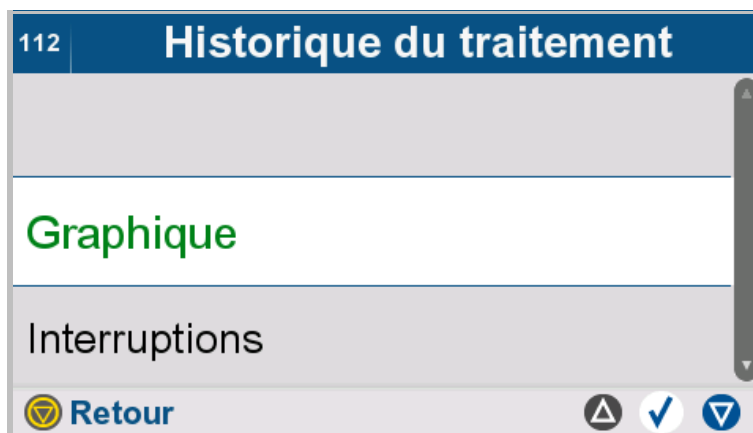 112 Historique du traitement
Graphique
Interruptions
Retour